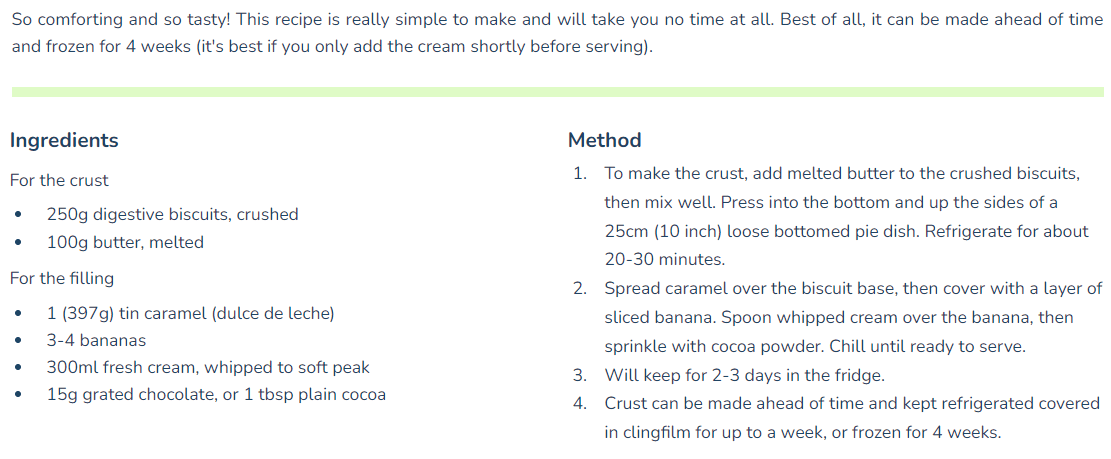 So comforting and so tasty! This recipe is really simple to make and will take you no time at all. Best of all, it can be made ahead of time
and frozen for 4 weeks (it's best if you only add the cream shortly before serving).
Ingredients
For the crust
• 250g digestive biscuits, crushed
• 100g butter, melted
For the filling
• 1 (397g) tin caramel (dulce de leche)
• 3-4 bananas
• 300ml fresh cream, whipped to soft peak
• 15g grated chocolate, or 1 tbsp plain cocoa
Method
1. To make the crust, add melted butter to the crushed biscuits,
then mix well. Press into the bottom and up the sides of a
25cm (10 inch) loose bottomed pie dish. Refrigerate for about
20-30 minutes.
2. Spread caramel over the biscuit base, then cover with a layer of
sliced banana. Spoon whipped cream over the banana, then
sprinkle with cocoa powder. Chill until ready to serve.
3. Will keep for 2-3 days in the fridge.
4. Crust can be made ahead of time and kept refrigerated covered
in clingfilm for up to a week, or frozen for 4 weeks.